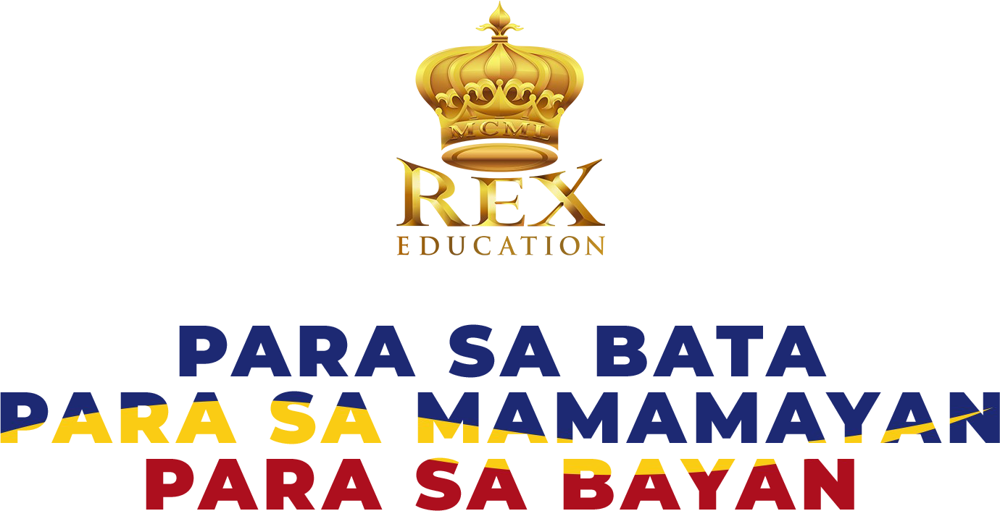 MCML
REX
EDUCATION
PARA SA BATA
PARA SA MAMAMAYAN
PARA SA BAYAN